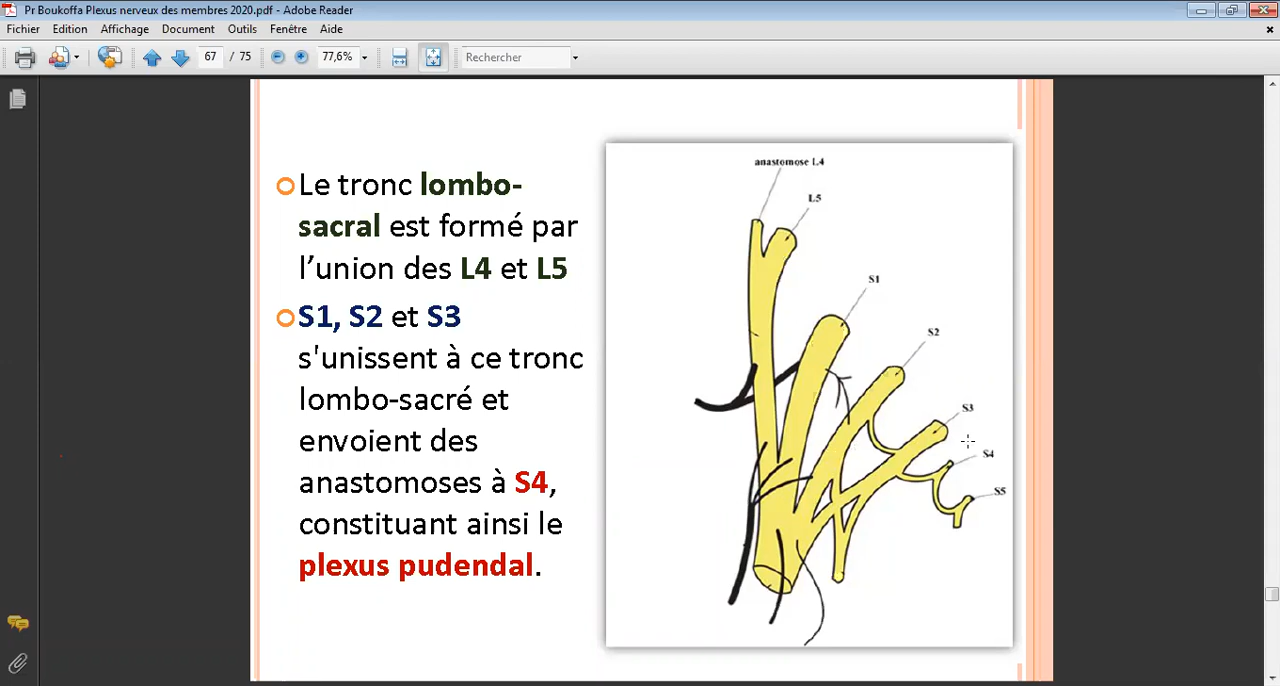 Pr Boukoffa Plexus nerveux des membres 2020.pdf - Adobe Reader
Fichier Edition Affichage Document Outils Fenêtre Aide
67 / 75 77,6% Rechercher
Le tronc lombo-
sacral est formé par
l’union des L4 et L5
S1, S2 et S3
s'unissent à ce tronc
lombo-sacré et
envoient des
anastomoses à S4,
constituant ainsi le
plexus pudendal.
anastomose L4
L5
S1
S2
S3
S4
S5